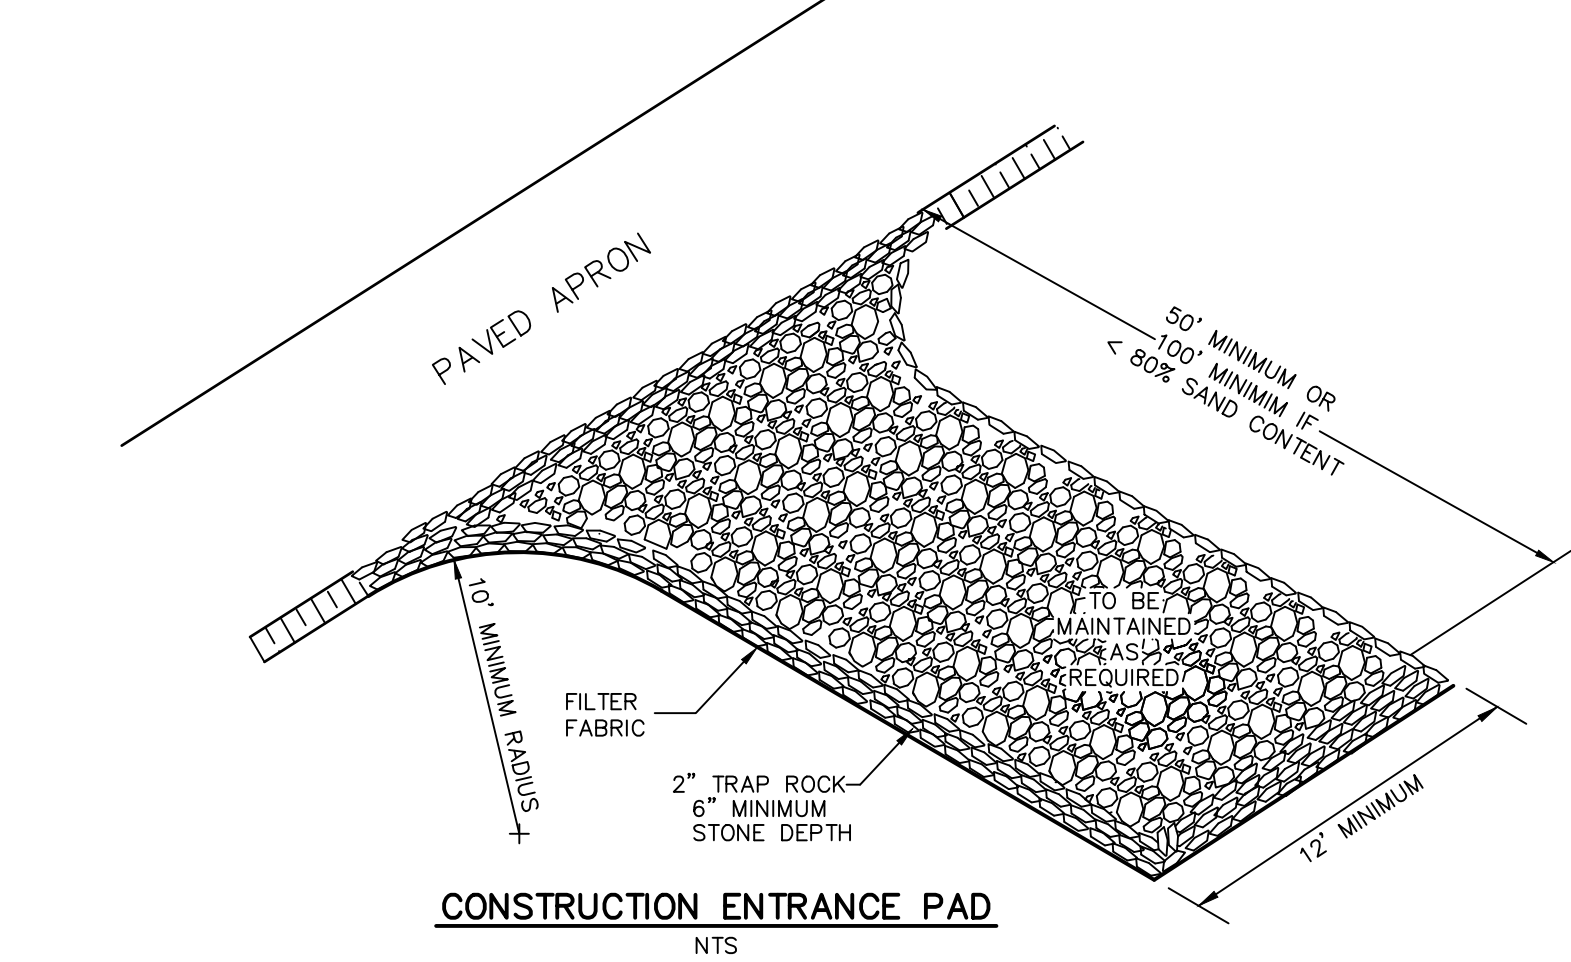 PAVED APRON
50' MINIMUM OR
100' MINIMIM IF
< 80% SAND CONTENT
TO BE
MAINTAINED
AS
REQUIRED
10' MINIMUM RADIUS
FILTER
FABRIC
2" TRAP ROCK
6" MINIMUM
STONE DEPTH
12' MINIMUM
CONSTRUCTION ENTRANCE PAD
NTS